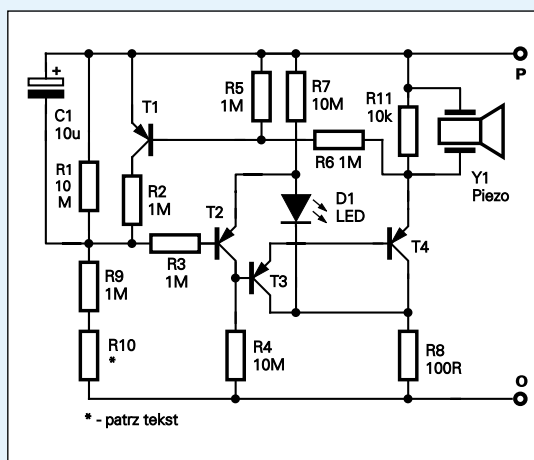 +
C1
10u
R1
10
M
T1
R2
1M
R5
1M
R7
10M
R6 1M
R11
10k
P
Y1
Piezo
D1
LED
T2
T3
T4
R3
1M
R9
1M
R10
*
R4
10M
R8
100R
O
* - patrz tekst